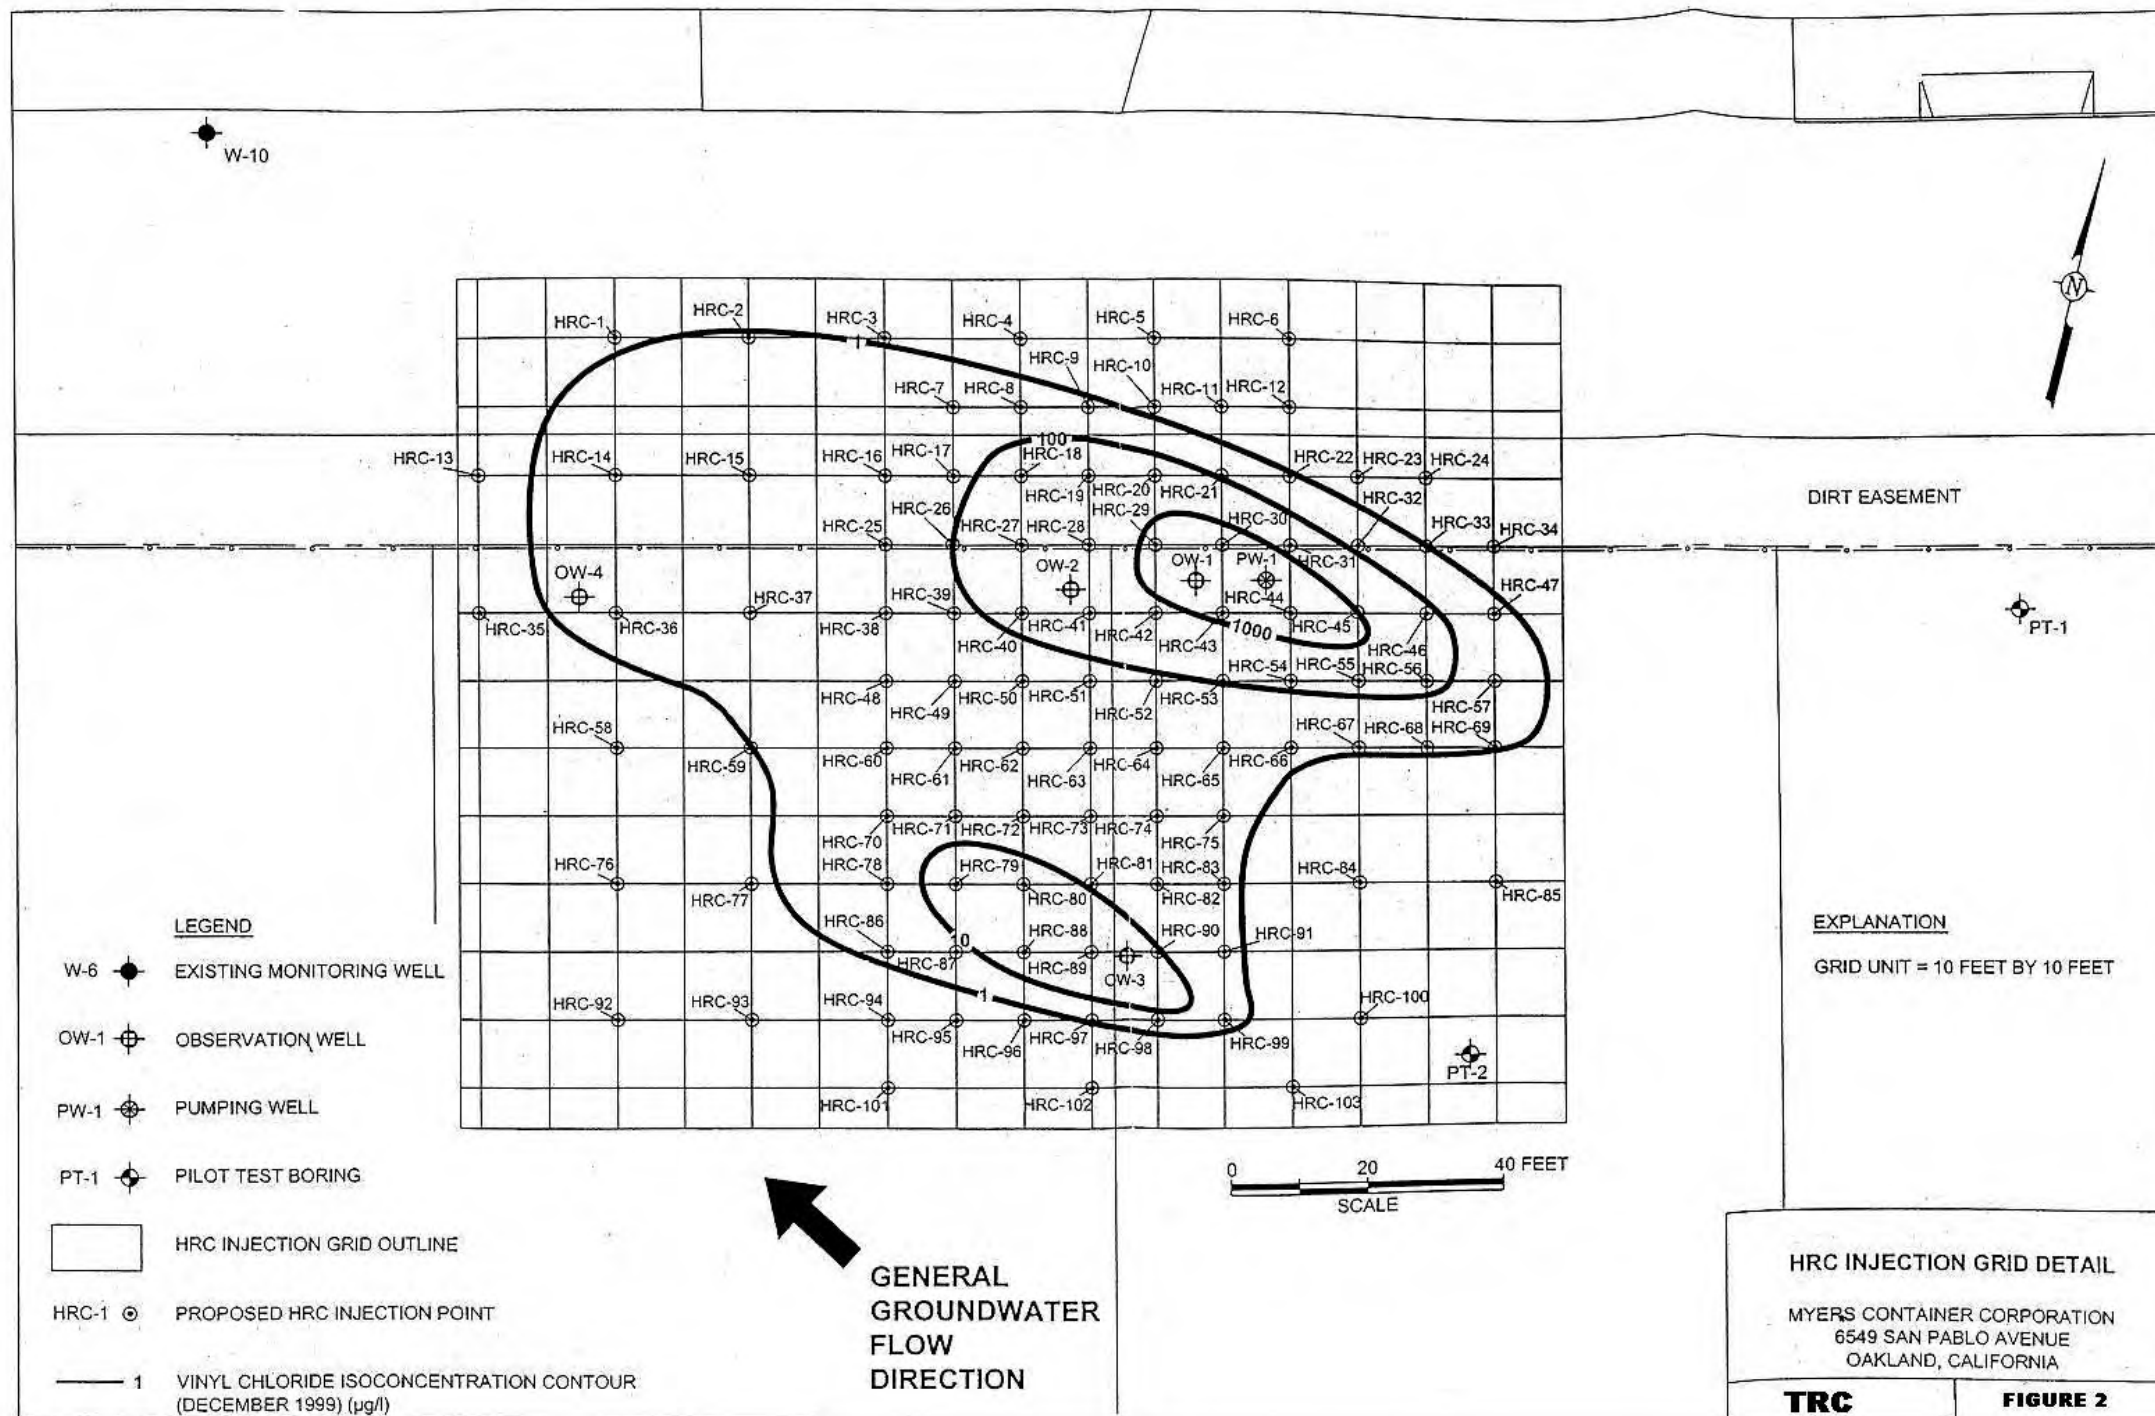 W-10
HRC-1
HRC-2
HRC-3
HRC-4
HRC-5
HRC-6
1
HRC-9
HRC-10
HRC-7
HRC-8
HRC-11
HRC-12
100
HRC-13
HRC-14
HRC-15
HRC-16
HRC-17
HRC-18
HRC-22
HRC-23
HRC-24
HRC-19
HRC-20
HRC-21
HRC-32
DIRT EASEMENT
HRC-25
HRC-26
HRC-27
HRC-28
HRC-29
HRC-30
HRC-33
HRC-34
OW-4
OW-2
OW-1
PW-1
HRC-31
HRC-47
HRC-35
HRC-36
HRC-37
HRC-38
HRC-39
HRC-40
HRC-41
HRC-42
HRC-43
HRC-44
HRC-45
HRC-46
1000
PT-1
HRC-48
HRC-49
HRC-50
HRC-51
HRC-52
HRC-53
HRC-54
HRC-55
HRC-56
HRC-57
HRC-58
HRC-59
HRC-60
HRC-61
HRC-62
HRC-63
HRC-64
HRC-65
HRC-66
HRC-67
HRC-68
HRC-69
HRC-70
HRC-71
HRC-72
HRC-73
HRC-74
HRC-75
HRC-76
HRC-77
HRC-78
HRC-79
HRC-80
HRC-81
HRC-82
HRC-83
HRC-84
HRC-85
HRC-86
10
HRC-87
HRC-88
HRC-89
OW-3
HRC-90
HRC-91
1
HRC-92
HRC-93
HRC-94
HRC-95
HRC-96
HRC-97
HRC-98
HRC-99
HRC-100
PT-2
HRC-101
HRC-102
HRC-103
N
LEGEND
W-6 EXISTING MONITORING WELL
OW-1 OBSERVATION WELL
PW-1 PUMPING WELL
PT-1 PILOT TEST BORING
HRC INJECTION GRID OUTLINE
HRC-1 PROPOSED HRC INJECTION POINT
1 VINYL CHLORIDE ISOCONCENTRATION CONTOUR
(DECEMBER 1999) (µg/l)
GENERAL
GROUNDWATER
FLOW
DIRECTION
0 20 40 FEET
SCALE
EXPLANATION
GRID UNIT = 10 FEET BY 10 FEET
HRC INJECTION GRID DETAIL
MYERS CONTAINER CORPORATION
6549 SAN PABLO AVENUE
OAKLAND, CALIFORNIA
TRC
FIGURE 2